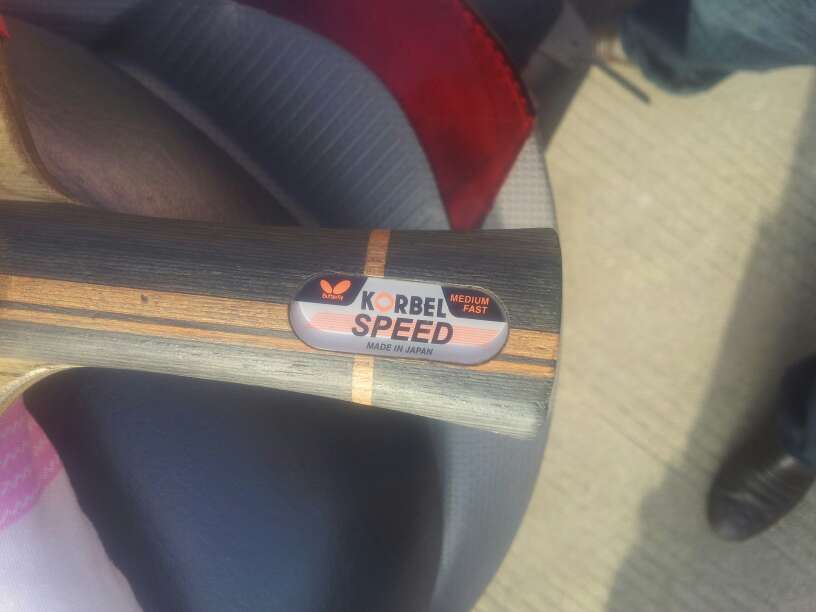 Butterfly
KORBEL
MEDIUM
FAST
SPEED
MADE IN JAPAN